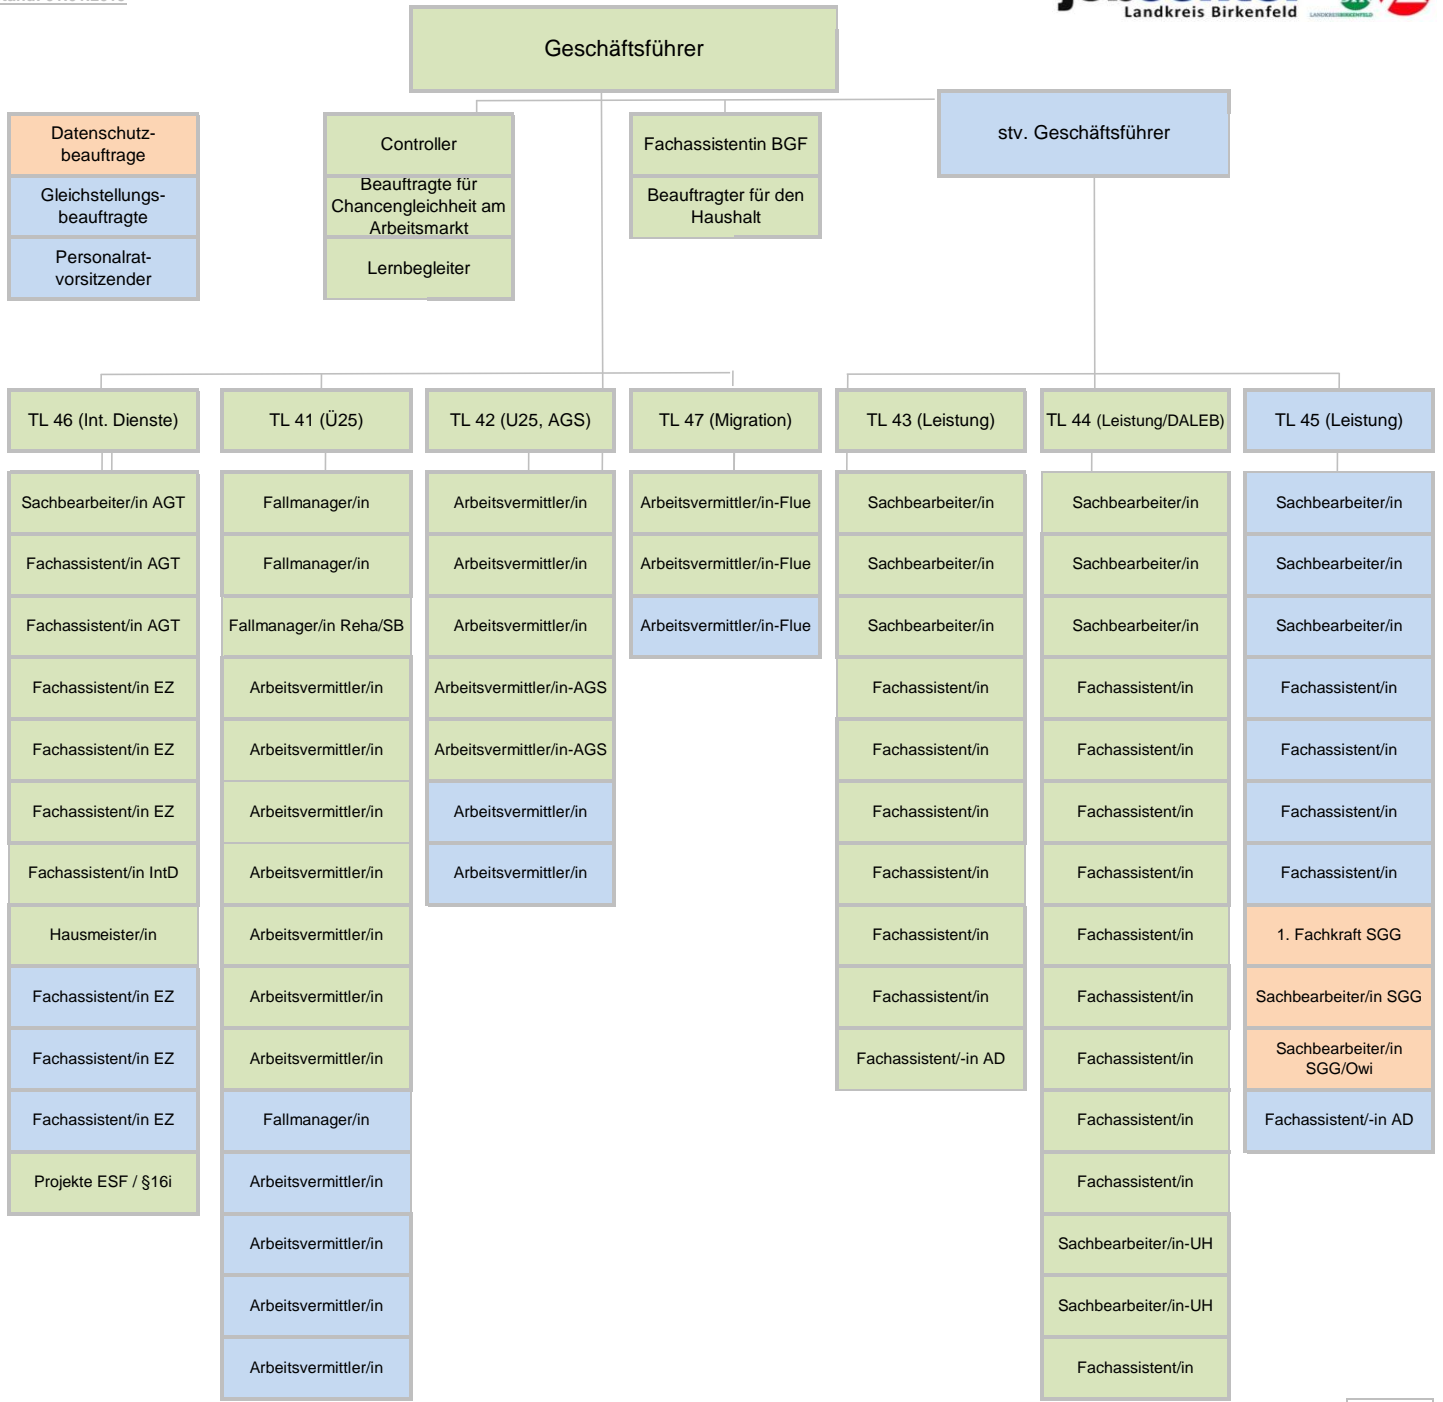 Landkreis Birkenfeld
Geschäftsführer
stv. Geschäftsführer
Datenschutz-
beauftrage
Gleichstellungs-
beauftragte
Personalrat-
vorsitzender
Controller
Beauftragte für
Chancengleichheit am
Arbeitsmarkt
Lernbegleiter
Fachassistentin BGF
Beauftragter für den
Haushalt
TL 46 (Int. Dienste)
Sachbearbeiter/in AGT
Fachassistent/in AGT
Fachassistent/in AGT
Fachassistent/in EZ
Fachassistent/in EZ
Fachassistent/in EZ
Fachassistent/in IntD
Hausmeister/in
Fachassistent/in EZ
Fachassistent/in EZ
Fachassistent/in EZ
Projekte ESF / §16i
TL 41 (Ü25)
Fallmanager/in
Fallmanager/in
Fallmanager/in Reha/SB
Arbeitsvermittler/in
Arbeitsvermittler/in
Arbeitsvermittler/in
Arbeitsvermittler/in
Arbeitsvermittler/in
Arbeitsvermittler/in
Arbeitsvermittler/in
Fallmanager/in
Arbeitsvermittler/in
Arbeitsvermittler/in
Arbeitsvermittler/in
Arbeitsvermittler/in
TL 42 (U25, AGS)
Arbeitsvermittler/in
Arbeitsvermittler/in
Arbeitsvermittler/in
Arbeitsvermittler/in-AGS
Arbeitsvermittler/in-AGS
Arbeitsvermittler/in
Arbeitsvermittler/in
TL 47 (Migration)
Arbeitsvermittler/in-Flue
Arbeitsvermittler/in-Flue
Arbeitsvermittler/in-Flue
TL 43 (Leistung)
Sachbearbeiter/in
Sachbearbeiter/in
Sachbearbeiter/in
Fachassistent/in
Fachassistent/in
Fachassistent/in
Fachassistent/in
Fachassistent/in
Fachassistent/in
Fachassistent/-in AD
TL 44 (Leistung/DALEB)
Sachbearbeiter/in
Sachbearbeiter/in
Sachbearbeiter/in
Fachassistent/in
Fachassistent/in
Fachassistent/in
Fachassistent/in
Fachassistent/in
Fachassistent/in
Fachassistent/in
Fachassistent/in
Fachassistent/in
Sachbearbeiter/in-UH
Sachbearbeiter/in-UH
Fachassistent/in
TL 45 (Leistung)
Sachbearbeiter/in
Sachbearbeiter/in
Sachbearbeiter/in
Fachassistent/in
Fachassistent/in
Fachassistent/in
Fachassistent/in
1. Fachkraft SGG
Sachbearbeiter/in SGG
Sachbearbeiter/in
SGG/Owi
Fachassistent/-in AD